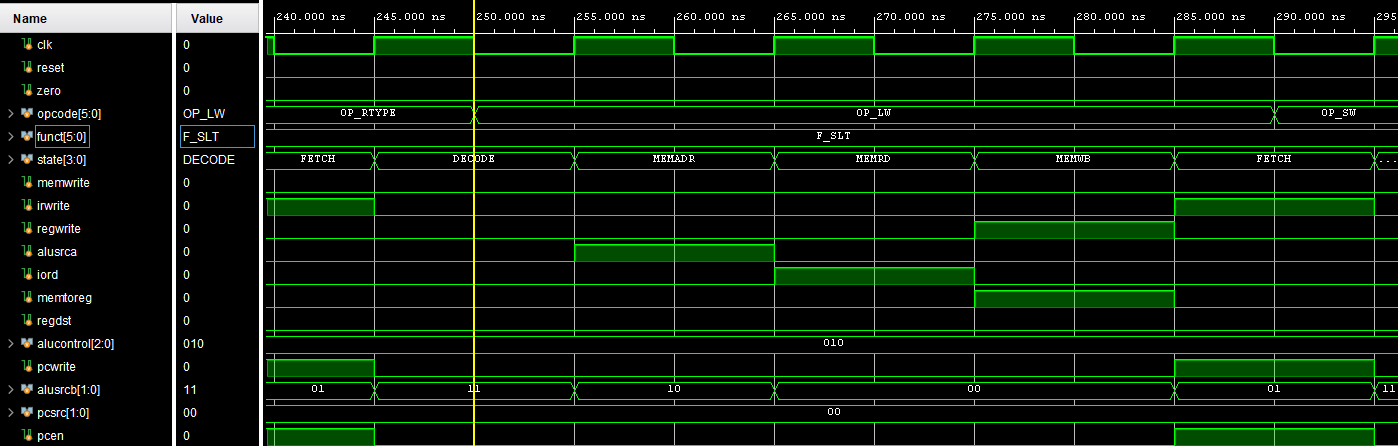 Name Value 240.000 ns 245.000 ns 250.000 ns 255.000 ns 260.000 ns 265.000 ns 270.000 ns 275.000 ns 280.000 ns 285.000 ns 290.000 ns 295
clk 0
reset 0
zero 0
opcode[5:0] OP_LW OP_RTYPE OP_LW OP_SW
funct[5:0] F_SLT F_SLT
state[3:0] DECODE FETCH DECODE MEMADR MEMRD MEMWB FETCH ...
memwrite 0
irwrite 0
regwrite 0
alusrca 0
iord 0
memtoreg 0
regdst 0
alucontrol[2:0] 010 010
pcwrite 0
alusrcb[1:0] 11 01 11 10 00 01 11
pcsrc[1:0] 00 00
pcen 0